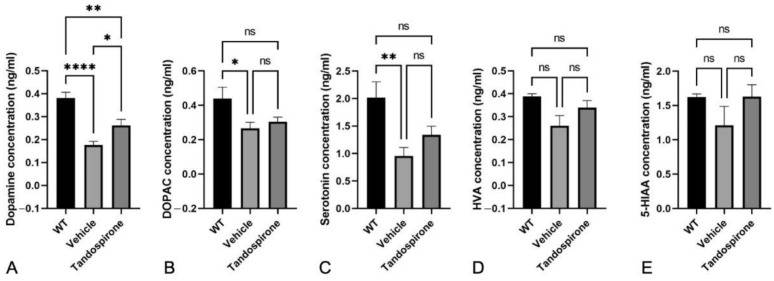 **
****
*
Dopamine concentration (ng/ml)
0.5
0.4
0.3
0.2
0.1
0.0
−0.1
WT
Vehicle
Tandospirone
A
ns
*
ns
DOPAC concentration (ng/ml)
0.6
0.4
0.2
0.0
−0.2
WT
Vehicle
Tandospirone
B
ns
**
ns
Serotonin concentration (ng/ml)
2.5
2.0
1.5
1.0
0.5
0.0
WT
Vehicle
Tandospirone
C
ns
ns
ns
HVA concentration (ng/ml)
0.5
0.4
0.3
0.2
0.1
0.0
−0.1
WT
Vehicle
Tandospirone
D
ns
ns
ns
5-HIAA concentration (ng/ml)
2.0
1.5
1.0
0.5
0.0
WT
Vehicle
Tandospirone
E